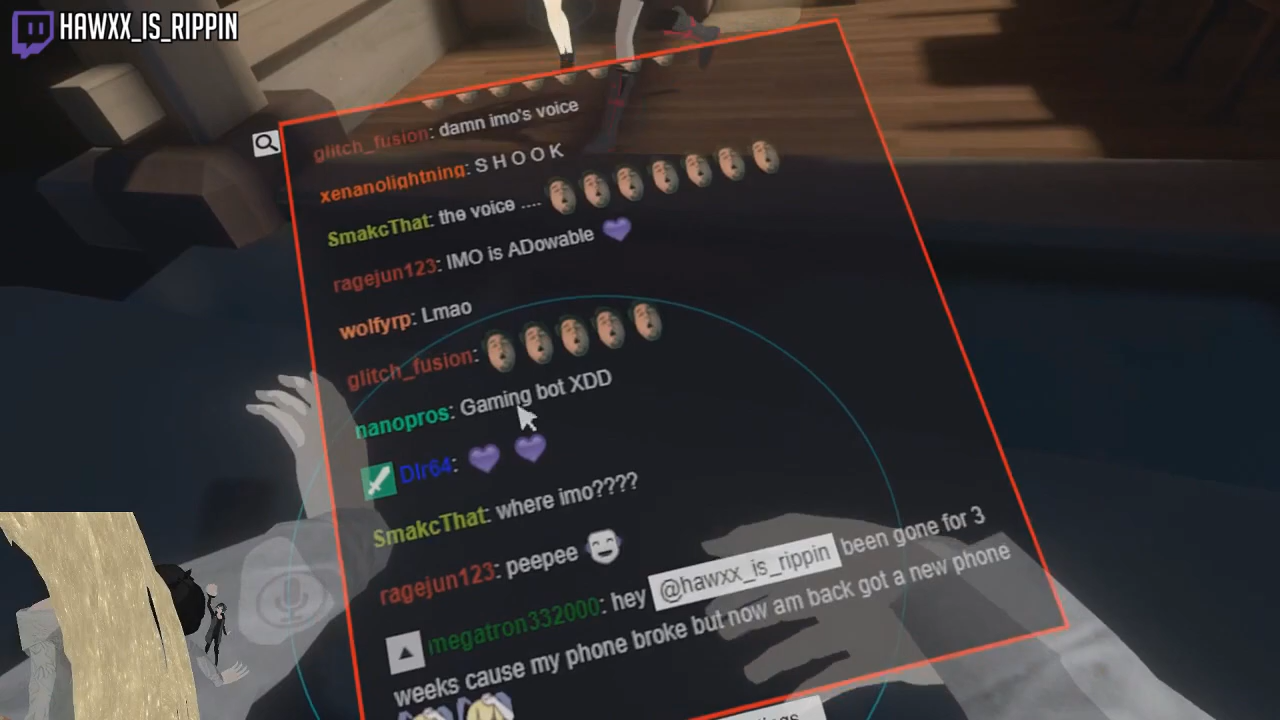 HAWXX_IS_RIPPIN
glitch_fusion: damn imo's voice
xenanolightning: S H O O K
SmakcThat: the voice ....
ragejun123: IMO is ADowable
wolfyrp: Lmao
glitch_fusion:
nanopros: Gaming bot XDD
Dlr64:
SmakcThat: where imo????
ragejun123: peepee
megatron332000: hey @hawxx_is_rippin been gone for 3
weeks cause my phone broke but now am back got a new phone